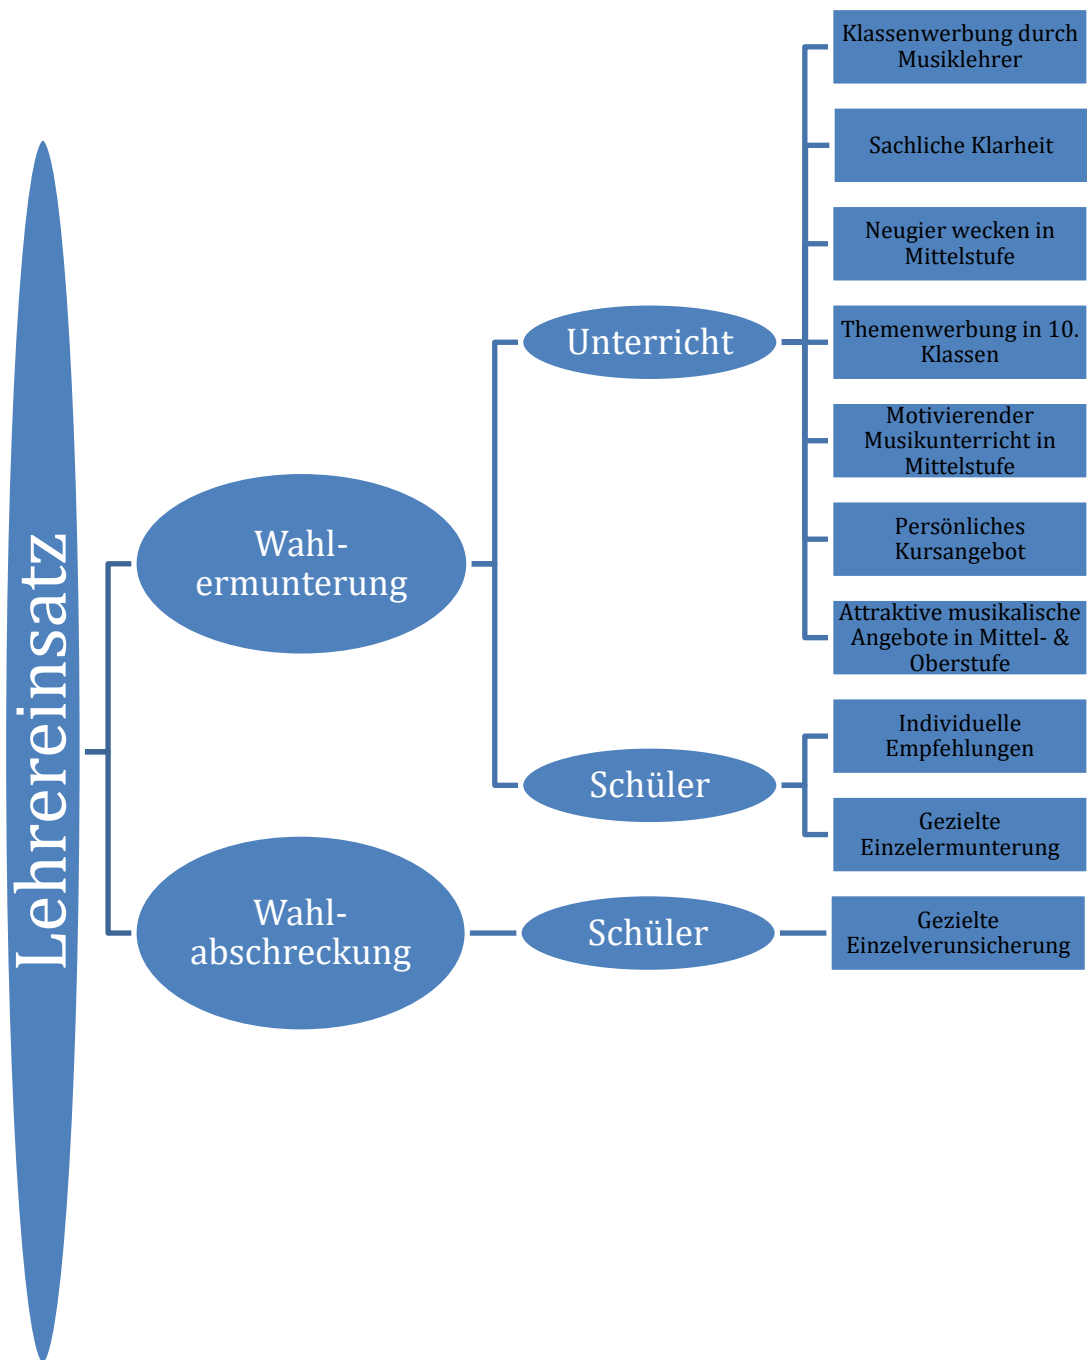 Lehrereinsatz
Wahl-
ermunterung
Unterricht
Klassenwerbung durch
Musiklehrer
Sachliche Klarheit
Neugier wecken in
Mittelstufe
Themenwerbung in 10.
Klassen
Motivierender
Musikunterricht in
Mittelstufe
Persönliches
Kursangebot
Attraktive musikalische
Angebote in Mittel- &
Oberstufe
Schüler
Individuelle
Empfehlungen
Gezielte
Einzelermunterung
Wahl-
abschreckung
Schüler
Gezielte
Einzelverunsicherung